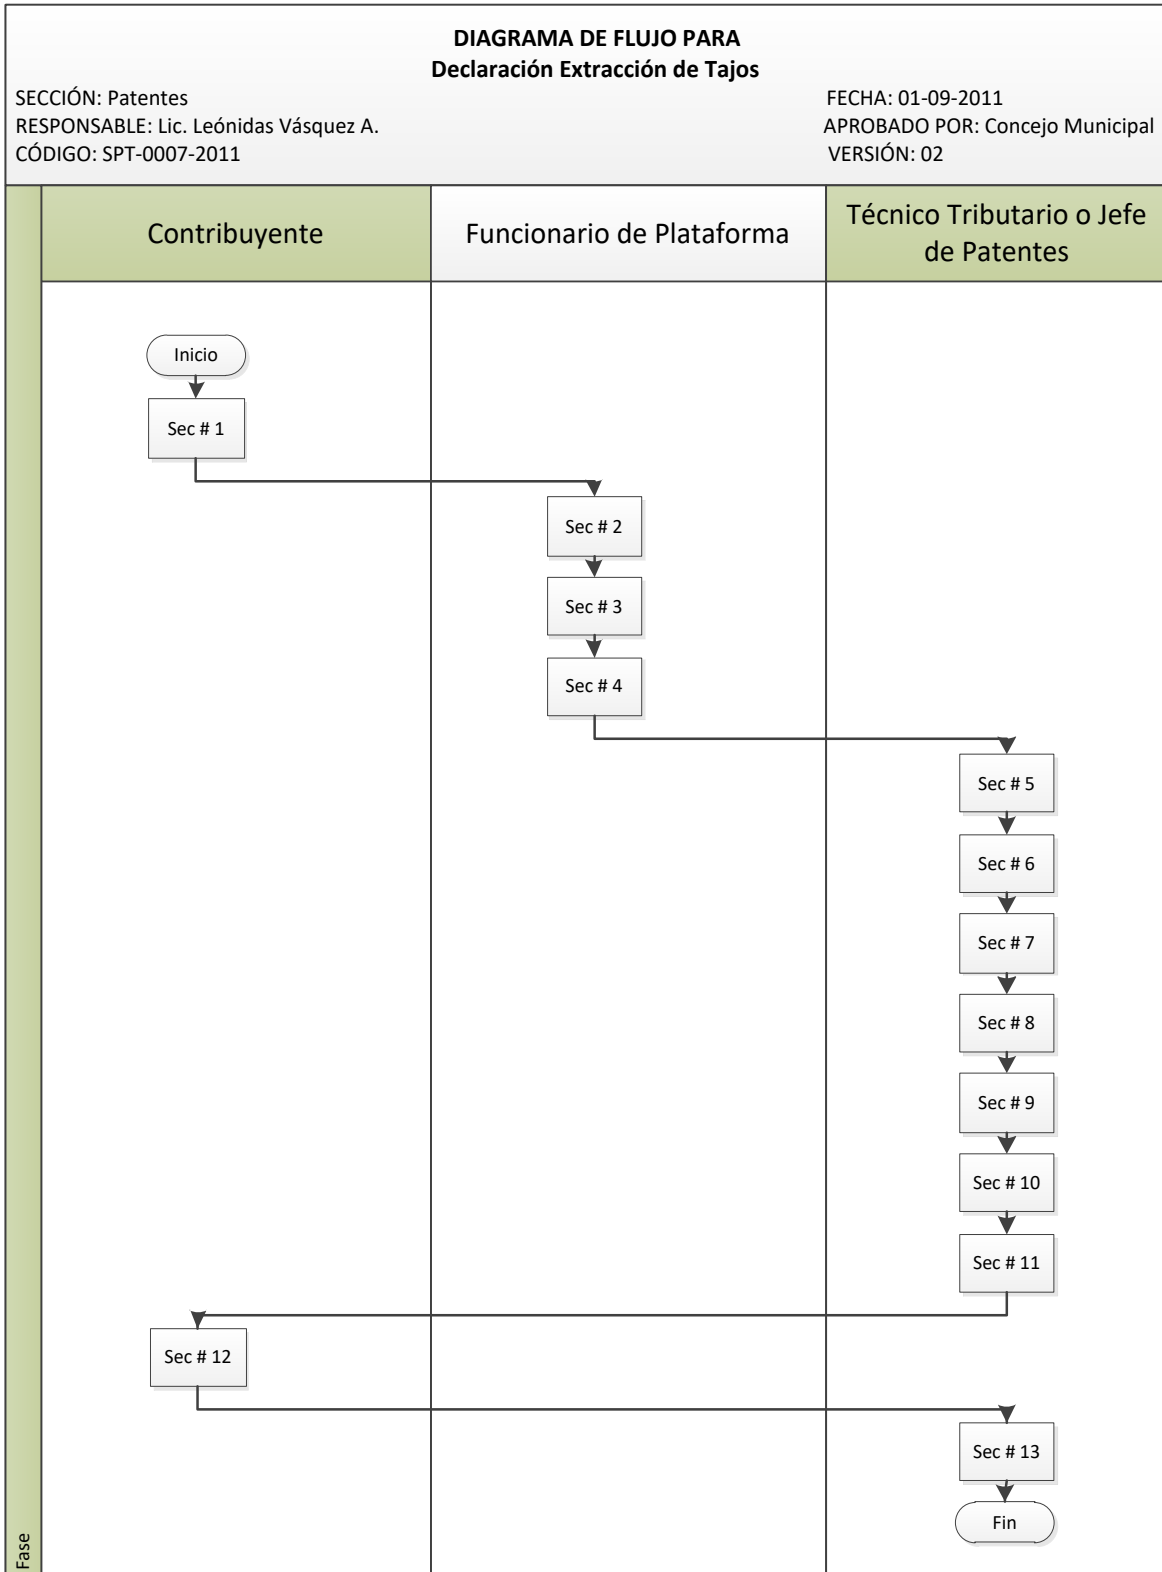 DIAGRAMA DE FLUJO PARA
Declaración Extracción de Tajos
SECCIÓN: Patentes
FECHA: 01-09-2011
RESPONSABLE: Lic. Leónidas Vásquez A.
APROBADO POR: Concejo Municipal
CÓDIGO: SPT-0007-2011
VERSIÓN: 02
Contribuyente
Funcionario de Plataforma
Técnico Tributario o Jefe
de Patentes
Inicio
Sec # 1
Sec # 2
Sec # 3
Sec # 4
Sec # 5
Sec # 6
Sec # 7
Sec # 8
Sec # 9
Sec # 10
Sec # 11
Sec # 12
Sec # 13
Fin
Fase